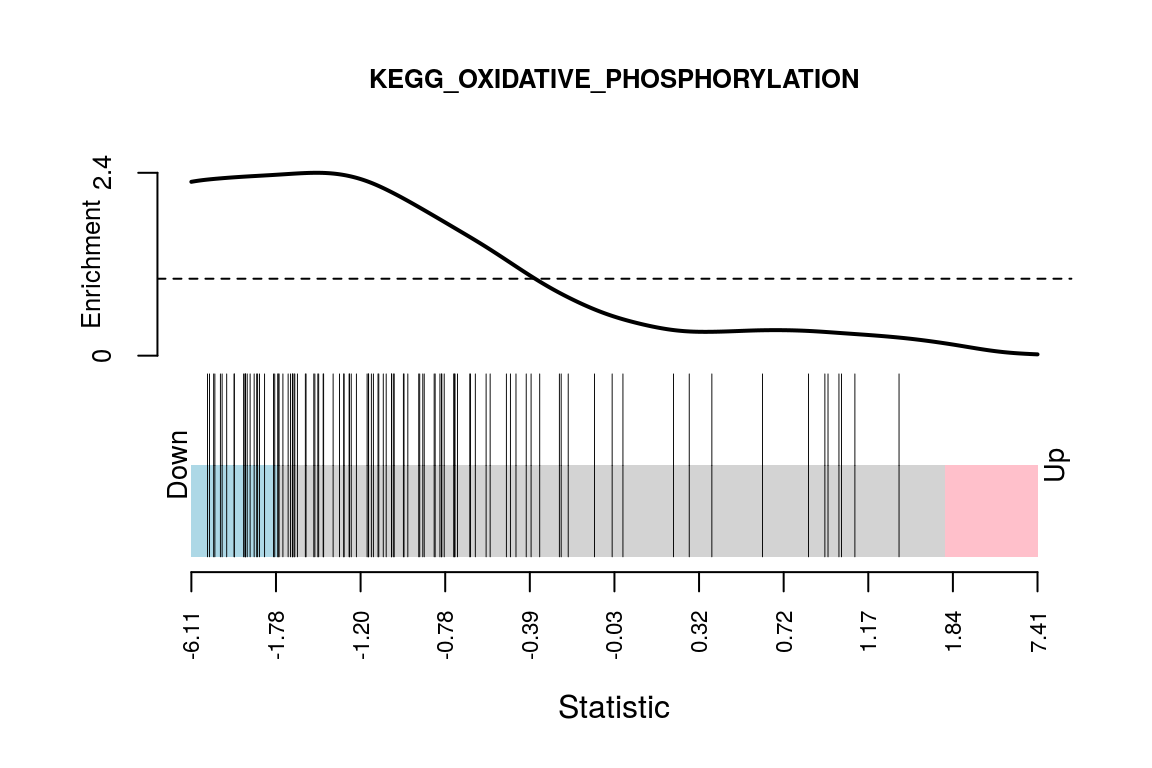 KEGG_OXIDATIVE_PHOSPHORYLATION
Enrichment
2.4
0
Down
Up
-6.11
-1.78
-1.20
-0.78
-0.39
-0.03
0.32
0.72
1.17
1.84
7.41
Statistic